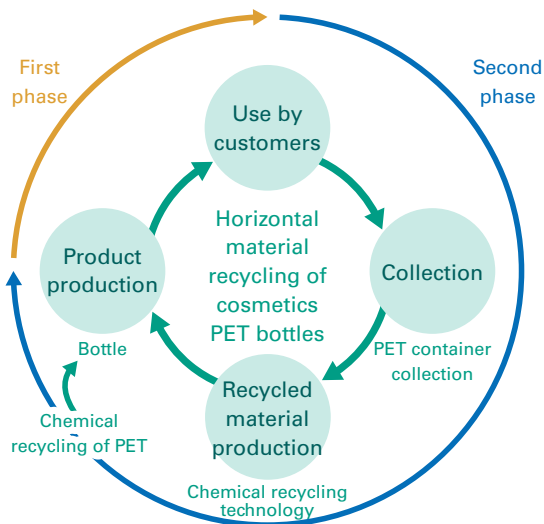 First
phase
Second
phase
Use by
customers
Horizontal
material
recycling of
cosmetics
PET bottles
Product
production
Collection
Bottle
PET container
collection
Recycled
material
production
Chemical
recycling of PET
Chemical recycling
technology